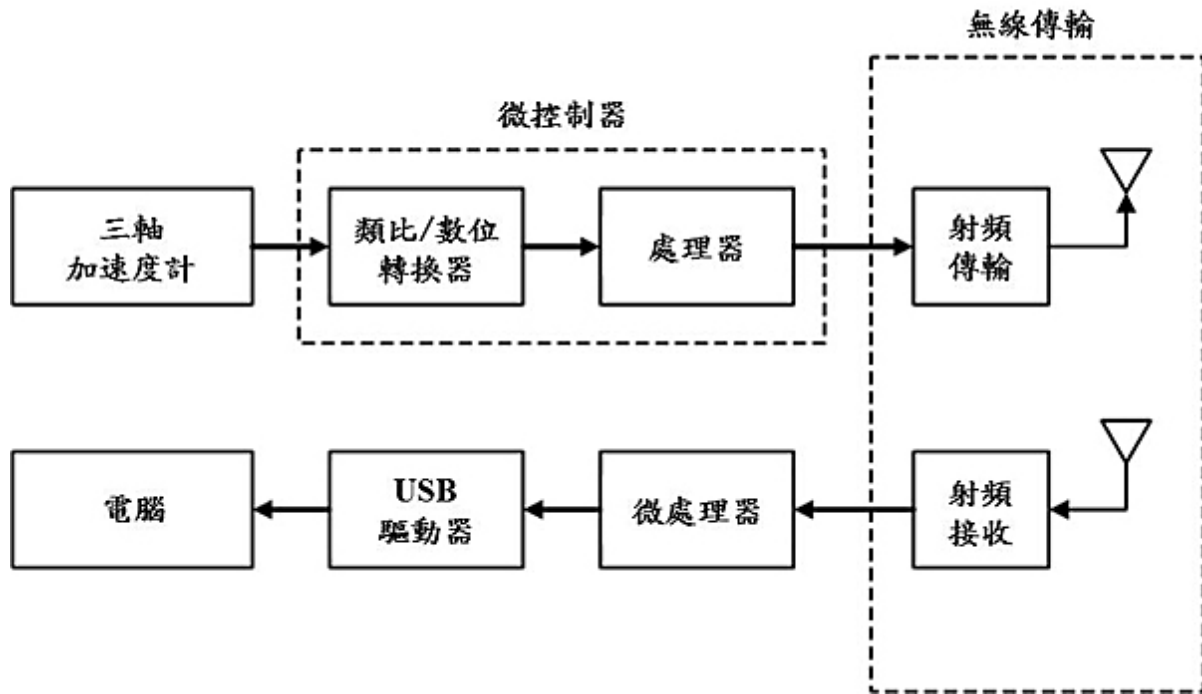 無線傳輸
微控制器
三軸
加速度計
類比/數位
轉換器
處理器
射頻
傳輸
電腦
USB
驅動器
微處理器
射頻
接收